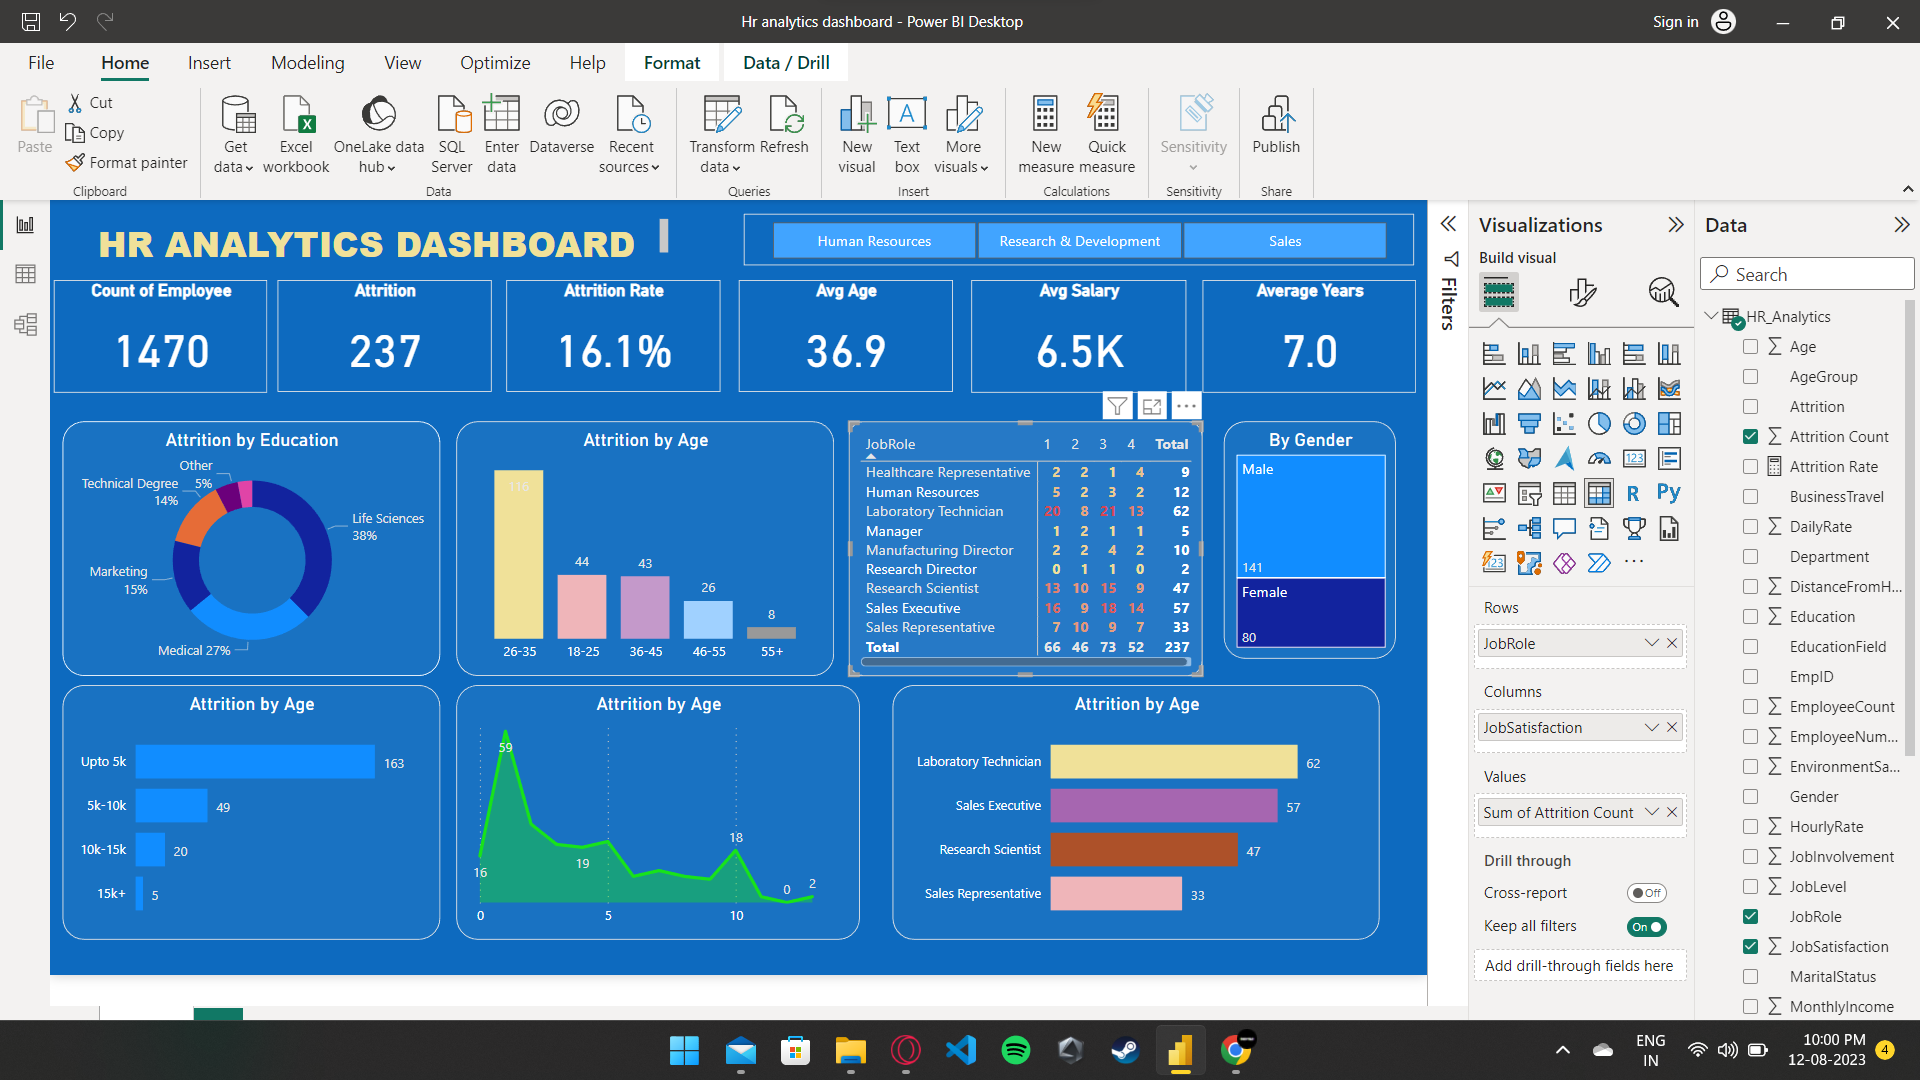 Hr analytics dashboard - Power BI Desktop
Sign in
File Home Insert Modeling View Optimize Help Format Data / Drill
Paste
Cut
Copy
Format painter
Clipboard
Get data
Excel workbook
OneLake data hub
SQL Server
Enter data
Dataverse
Recent sources
Data
Transform data
Refresh
Queries
New visual
Text box
More visuals
Insert
New measure
Quick measure
Calculations
Sensitivity
Sensitivity
Publish
Share
HR ANALYTICS DASHBOARD
Human Resources
Research & Development
Sales
Count of Employee
1470
Attrition
237
Attrition Rate
16.1%
Avg Age
36.9
Avg Salary
6.5K
Average Years
7.0
Attrition by Education
Other
5%
Technical Degree
14%
Life Sciences
38%
Marketing
15%
Medical 27%
Attrition by Age
116
44
43
26
8
26-35 18-25 36-45 46-55 55+
JobRole 1 2 3 4 Total
Healthcare Representative 2 2 1 4 9
Human Resources 5 2 3 2 12
Laboratory Technician 20 8 21 13 62
Manager 1 2 1 1 5
Manufacturing Director 2 2 4 2 10
Research Director 0 1 1 0 2
Research Scientist 13 10 15 9 47
Sales Executive 16 9 18 14 57
Sales Representative 7 10 9 7 33
Total 66 46 73 52 237
By Gender
Male
141
Female
80
Attrition by Age
Upto 5k 163
5k-10k 49
10k-15k 20
15k+ 5
Attrition by Age
59
16
19
18
0
2
0 5 10
Attrition by Age
Laboratory Technician 62
Sales Executive 57
Research Scientist 47
Sales Representative 33
Filters
Visualizations
Build visual
123
R
Py
123
Rows
JobRole
Columns
JobSatisfaction
Values
Sum of Attrition Count
Drill through
Cross-report
Off
Keep all filters
On
Add drill-through fields here
Data
Search
HR_Analytics
Age
AgeGroup
Attrition
Attrition Count
Attrition Rate
BusinessTravel
DailyRate
Department
DistanceFromH...
Education
EducationField
EmpID
EmployeeCount
EmployeeNum...
EnvironmentSa...
Gender
HourlyRate
JobInvolvement
JobLevel
JobRole
JobSatisfaction
MaritalStatus
MonthlyIncome
ENG
IN
10:00 PM
12-08-2023
4